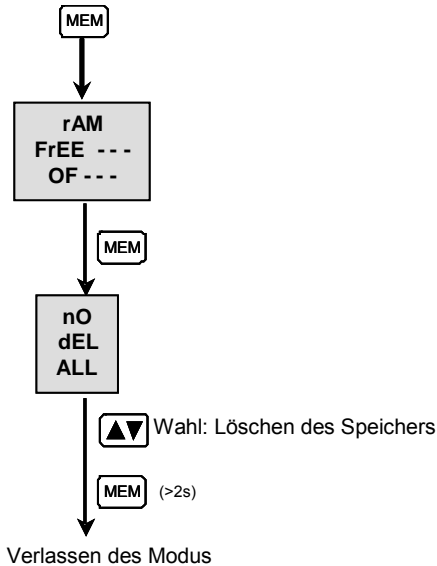 MEM
rAM
FrEE - - -
OF - - -
MEM
nO
dEL
ALL
▲▼ Wahl: Löschen des Speichers
MEM (>2s)
Verlassen des Modus